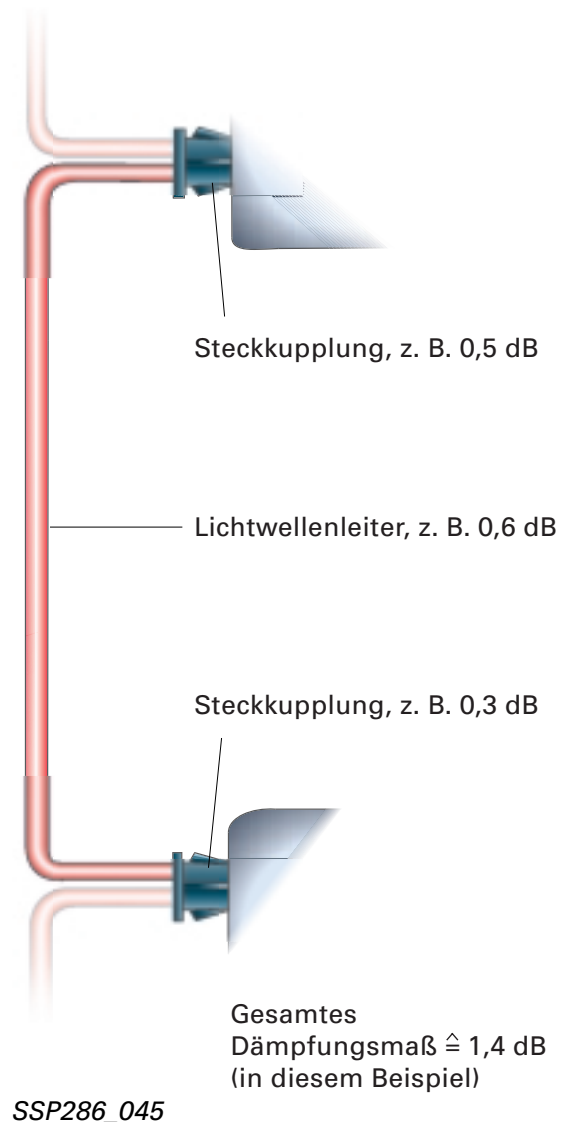 Steckkupplung, z. B. 0,5 dB
Lichtwellenleiter, z. B. 0,6 dB
Steckkupplung, z. B. 0,3 dB
Gesamtes
Dämpfungsmaß ≙ 1,4 dB
(in diesem Beispiel)
SSP286_045